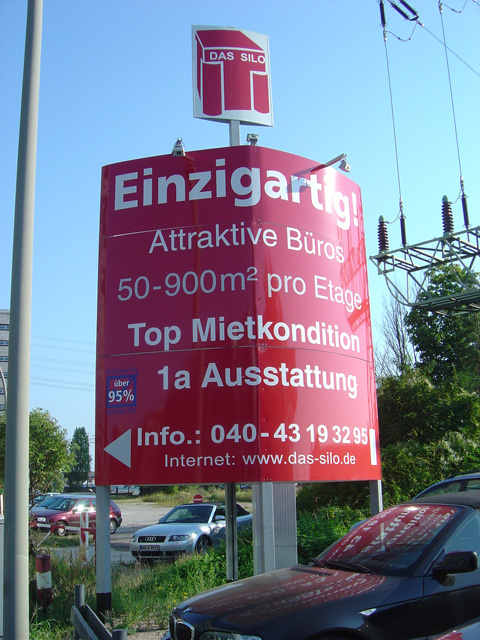 DAS SILO
Einzigartig!
Attraktive Büros
50-900m² pro Etage
Top Mietkondition
1a Ausstattung
über
95%
Info.: 040-43 19 32 95
Internet: www.das-silo.de